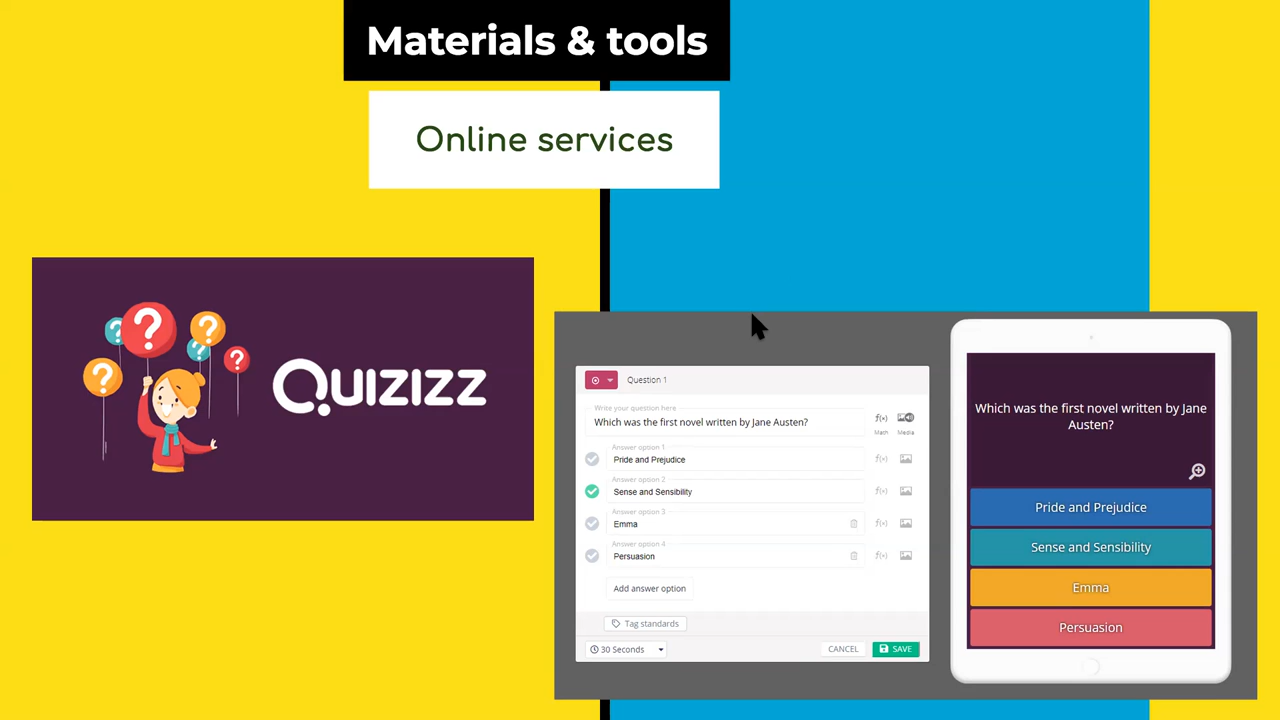 Materials & tools
Online services
? ? ? ? ? ?
QUIZIZZ
Question 1
Write your question here
Which was the first novel written by Jane Austen?
f(x)
Math
Media
Answer option 1
Pride and Prejudice
f(x)
Answer option 2
Sense and Sensibility
f(x)
Answer option 3
Emma
f(x)
Answer option 4
Persuasion
f(x)
Add answer option
Tag standards
30 Seconds
CANCEL
SAVE
Which was the first novel written by Jane
Austen?
Pride and Prejudice
Sense and Sensibility
Emma
Persuasion